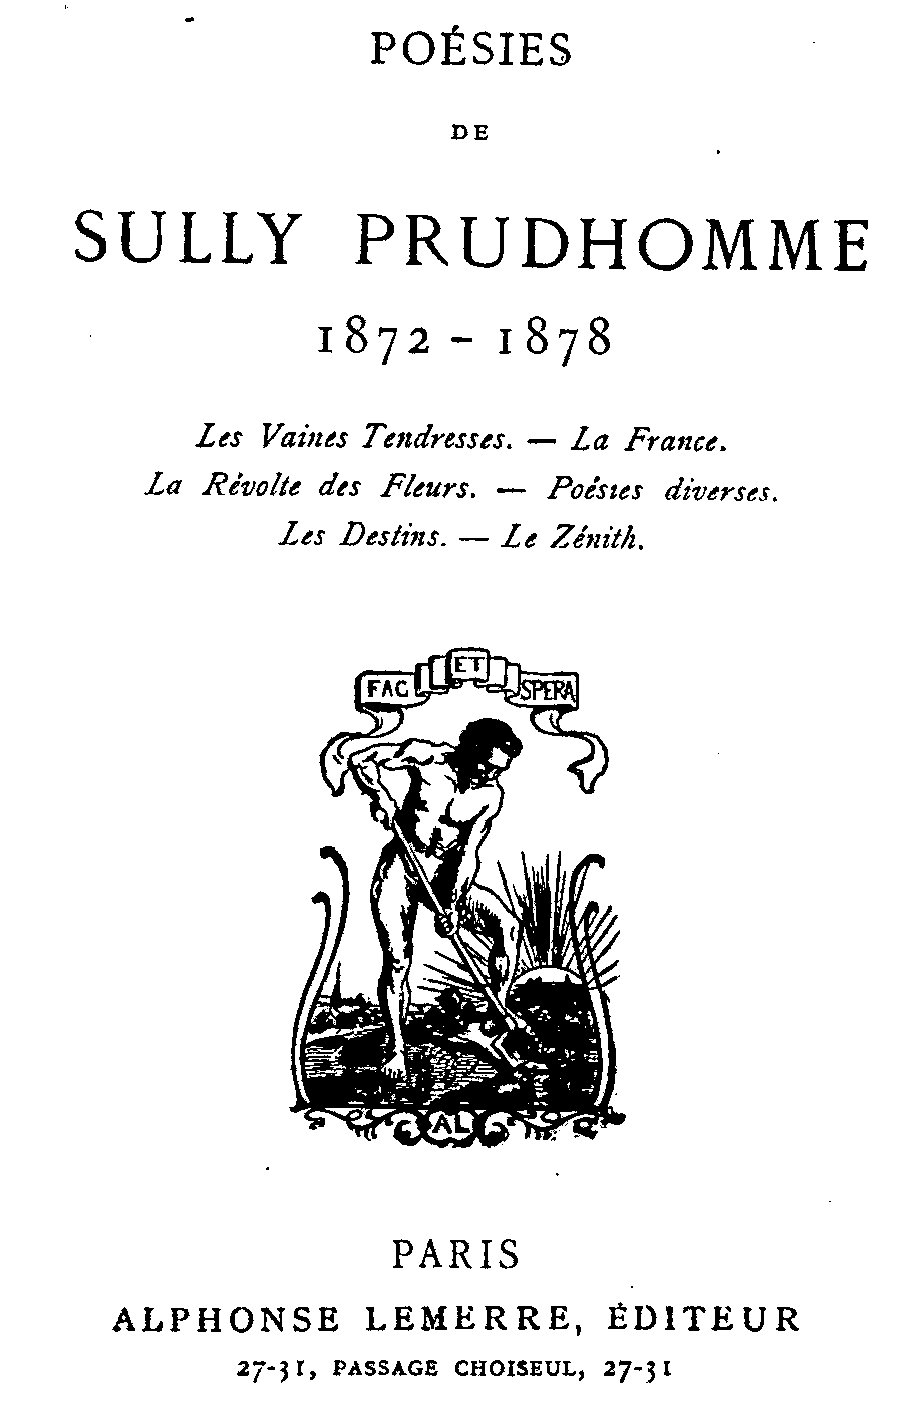 POÉSIES
DE
SULLY PRUDHOMME
1872 - 1878
Les Vaines Tendresses. — La France.
La Révolte des Fleurs. — Poésies diverses.
Les Destins. — Le Zénith.
FAC ET SPERA
AL
PARIS
ALPHONSE LEMERRE, ÉDITEUR
27-31, PASSAGE CHOISEUL, 27-31